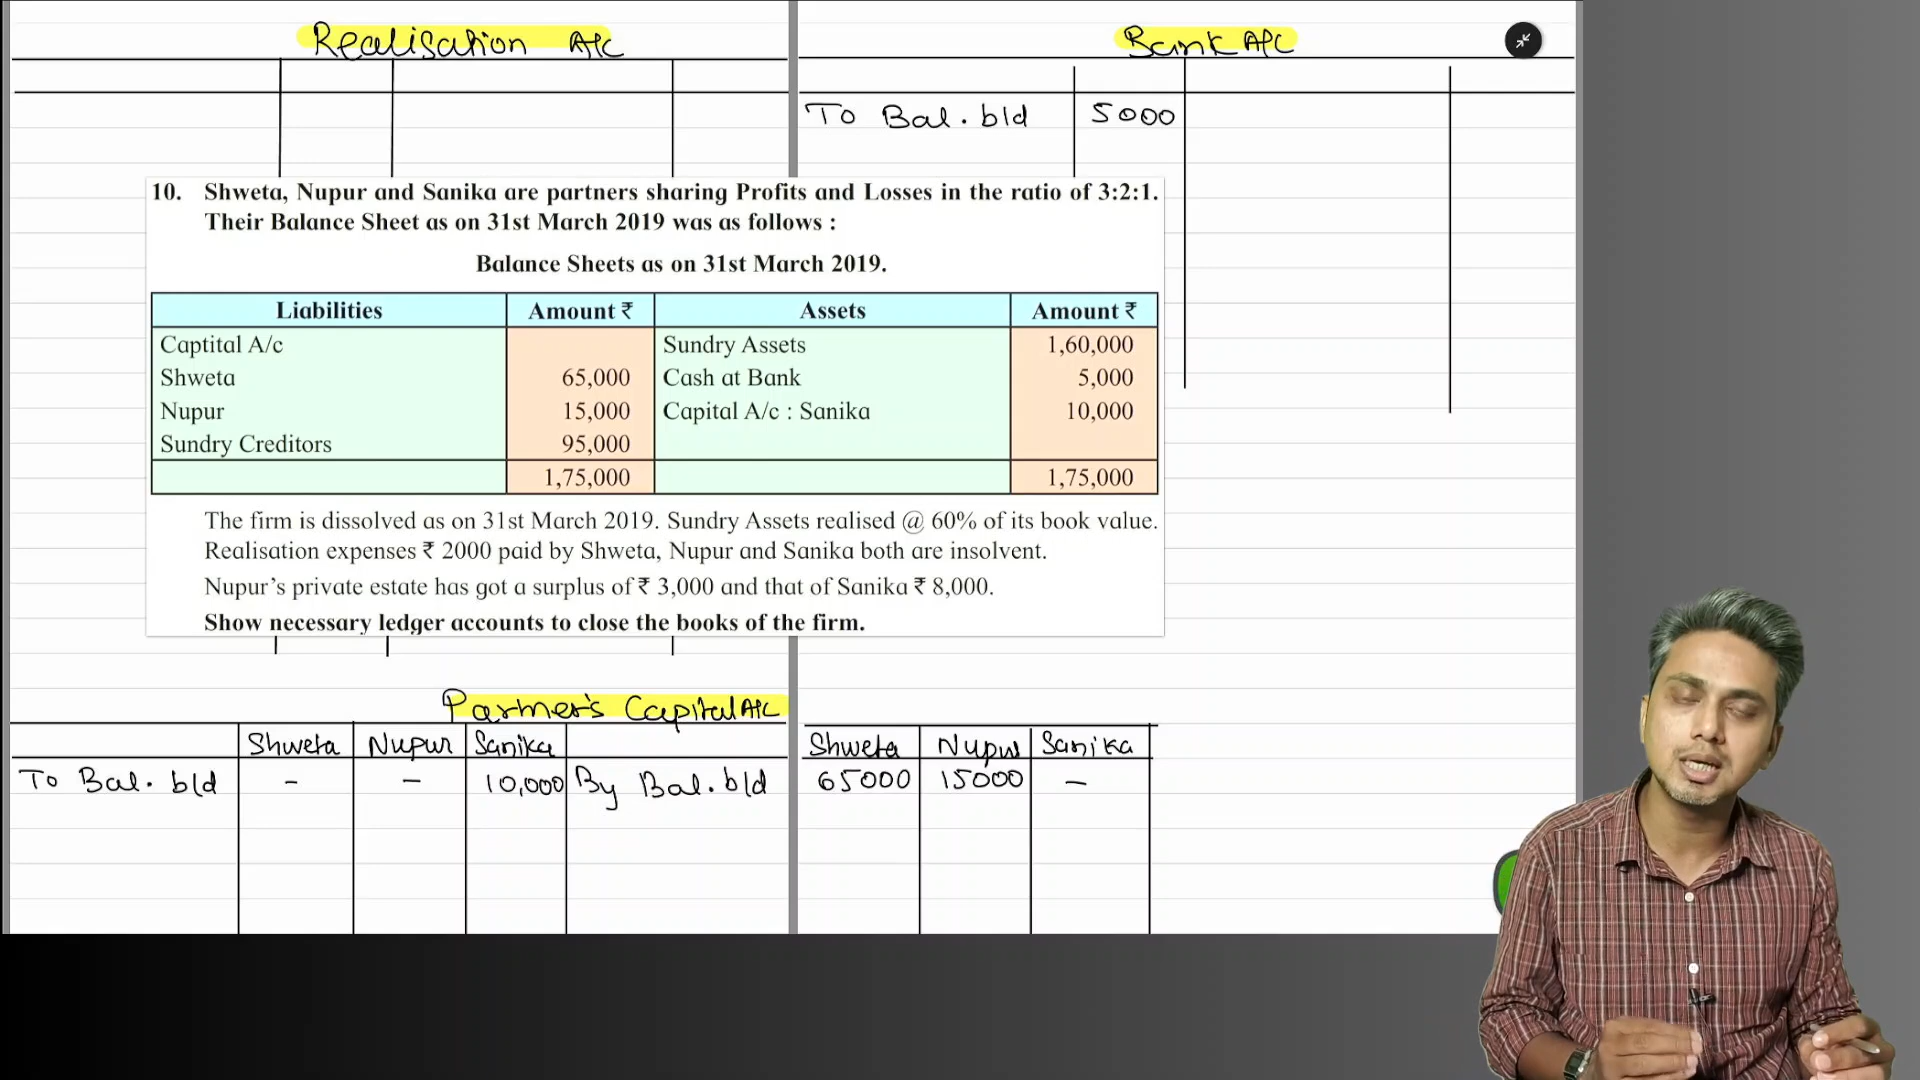 Realisation A/c
Bank A/c
To Bal. b/d 5000
10. Shweta, Nupur and Sanika are partners sharing Profits and Losses in the ratio of 3:2:1.
Their Balance Sheet as on 31st March 2019 was as follows :
Balance Sheets as on 31st March 2019.
Liabilities Amount ₹ Assets Amount ₹
Captital A/c Sundry Assets 1,60,000
Shweta 65,000 Cash at Bank 5,000
Nupur 15,000 Capital A/c : Sanika 10,000
Sundry Creditors 95,000
1,75,000 1,75,000
The firm is dissolved as on 31st March 2019. Sundry Assets realised @ 60% of its book value.
Realisation expenses ₹ 2000 paid by Shweta, Nupur and Sanika both are insolvent.
Nupur’s private estate has got a surplus of ₹ 3,000 and that of Sanika ₹ 8,000.
Show necessary ledger accounts to close the books of the firm.
Partner's Capital A/c
Shweta Nupur Sanika Shweta Nupur Sanika
To Bal. b/d - - 10,000 By Bal. b/d 65000 15000 -